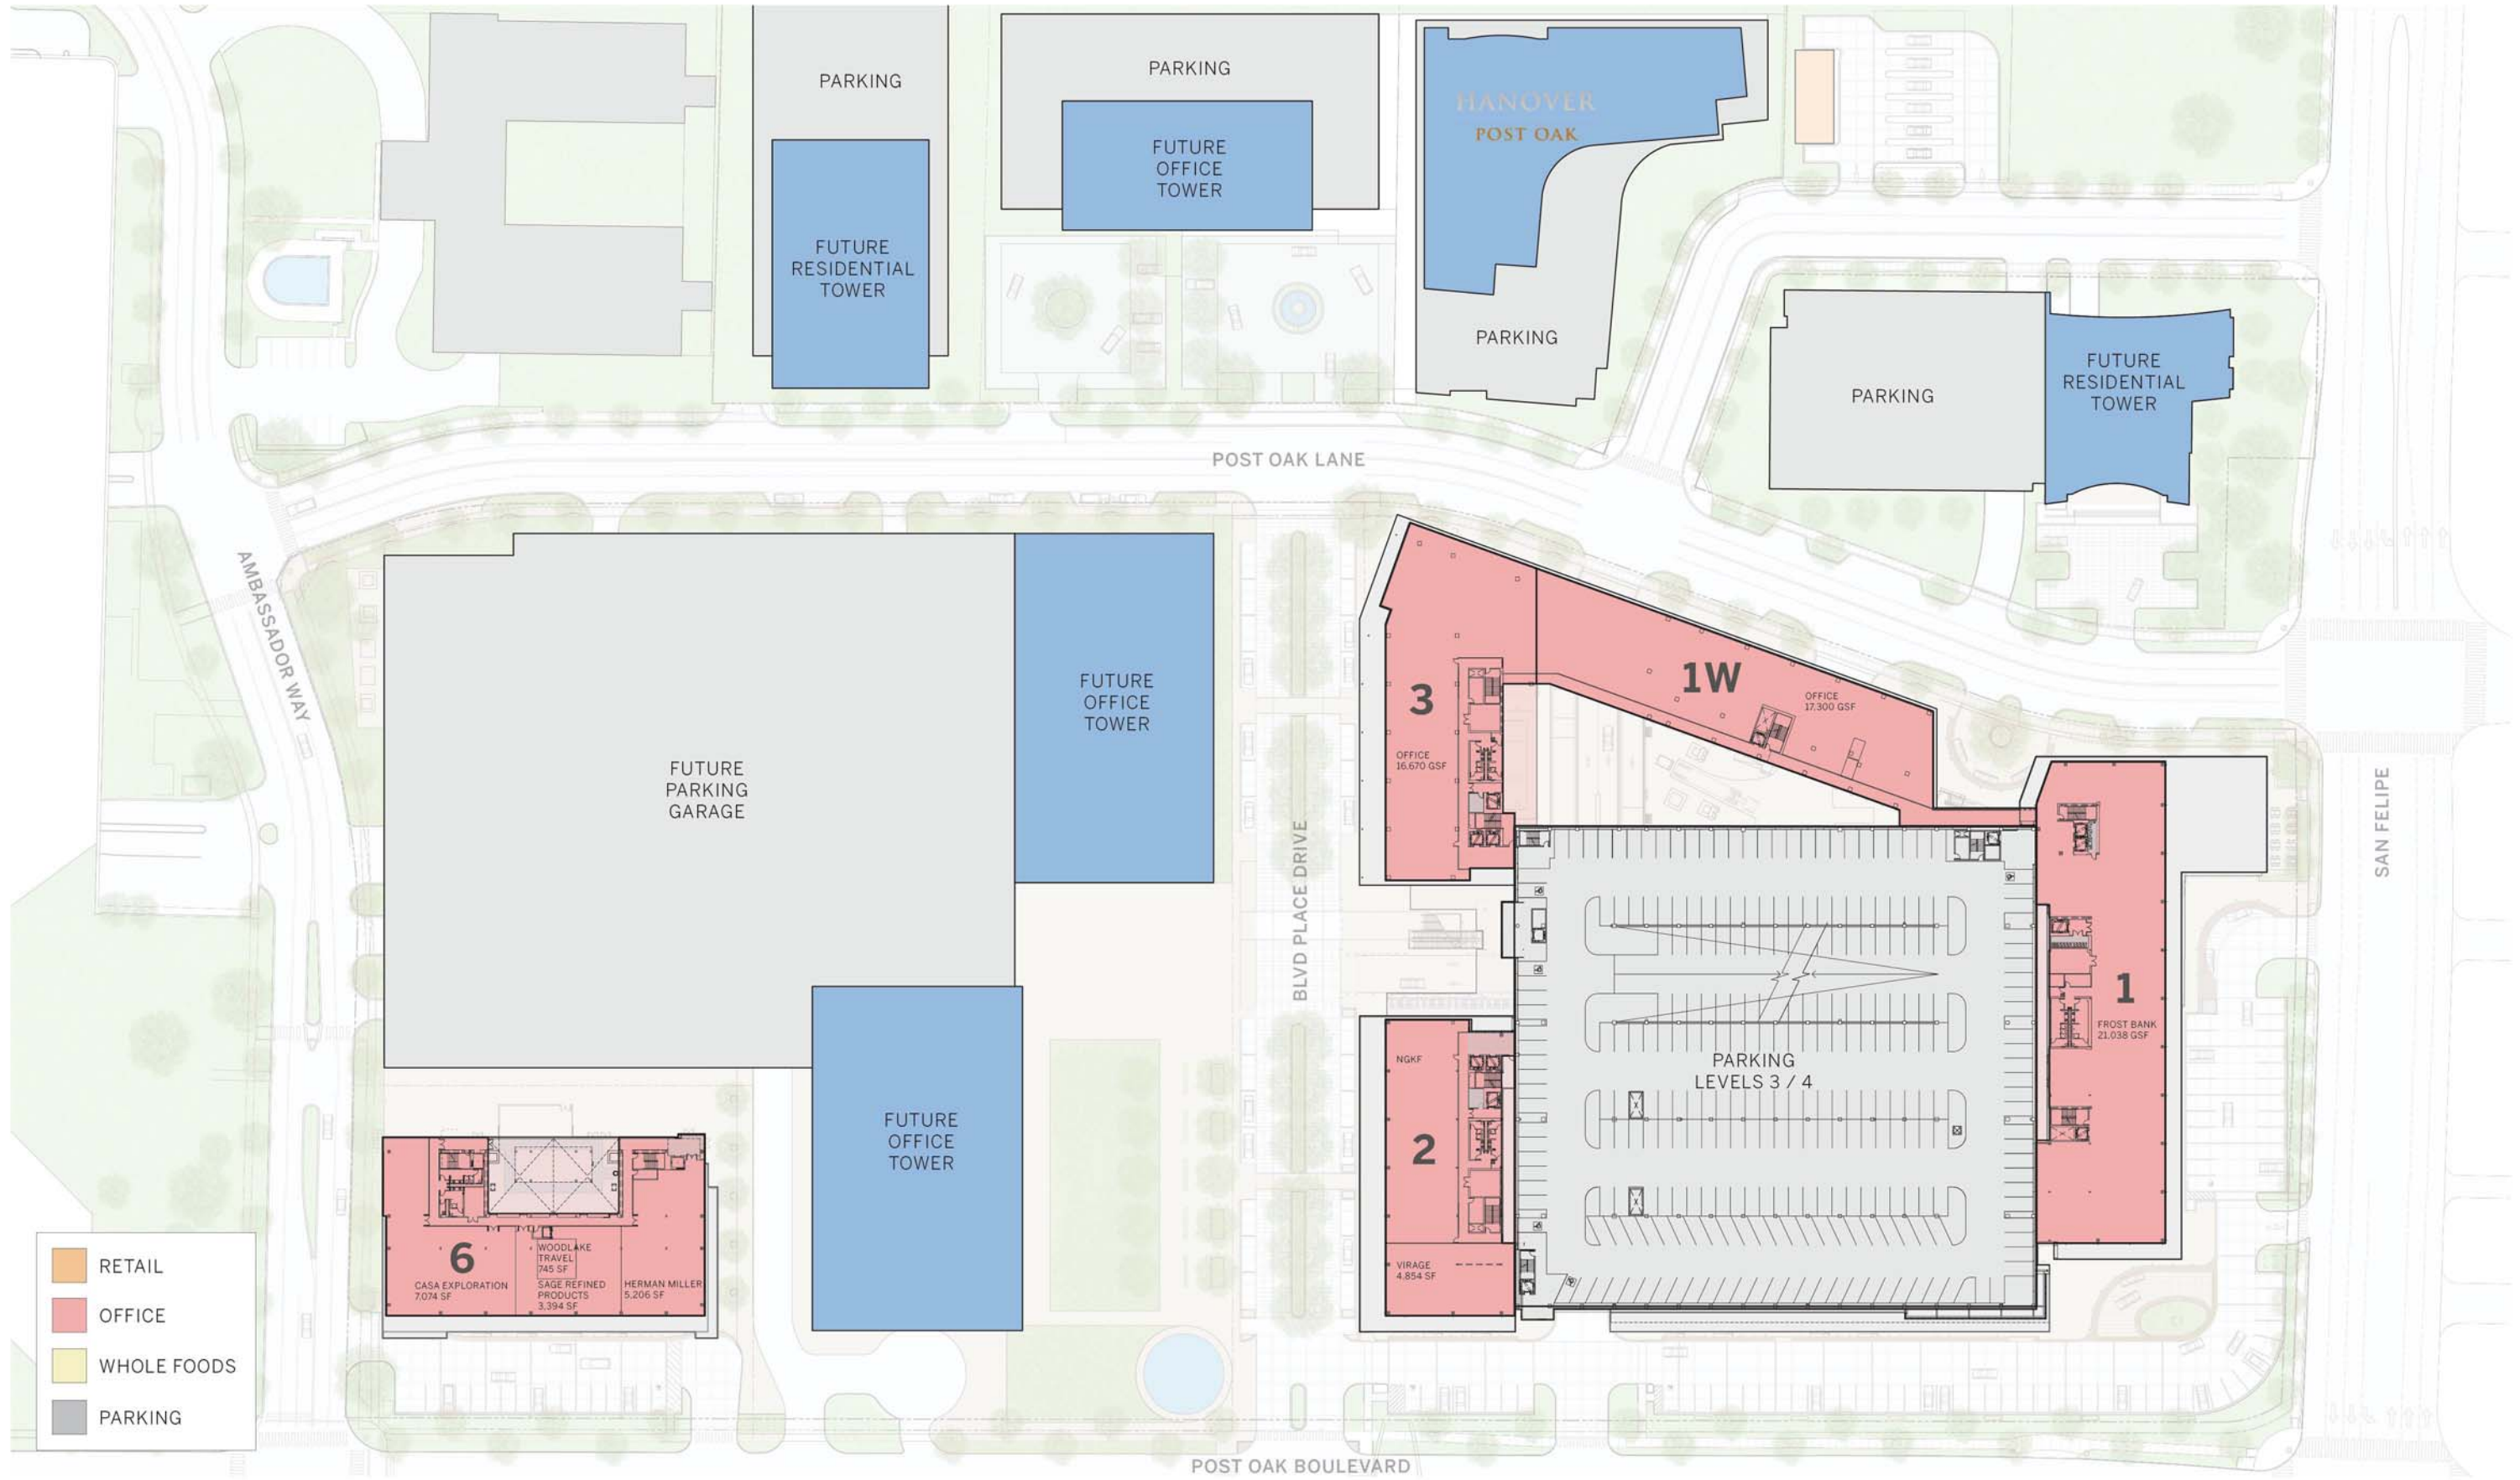 PARKING
FUTURE
RESIDENTIAL
TOWER
PARKING
FUTURE
OFFICE
TOWER
HANOVER
POST OAK
PARKING
PARKING
FUTURE
RESIDENTIAL
TOWER
POST OAK LANE
AMBASSADOR WAY
FUTURE
PARKING
GARAGE
FUTURE
OFFICE
TOWER
FUTURE
OFFICE
TOWER
BLVD PLACE DRIVE
3
OFFICE
16,670 GSF
1W
OFFICE
17,300 GSF
SAN FELIPE
1
FROST BANK
21,038 GSF
PARKING
LEVELS 3 / 4
NGKF
2
VIRAGE
4,854 SF
6
CASA EXPLORATION
7,074 SF
WOODLAKE
TRAVEL
745 SF
SAGE REFINED
PRODUCTS
3,394 SF
HERMAN MILLER
5,206 SF
RETAIL
OFFICE
WHOLE FOODS
PARKING
POST OAK BOULEVARD